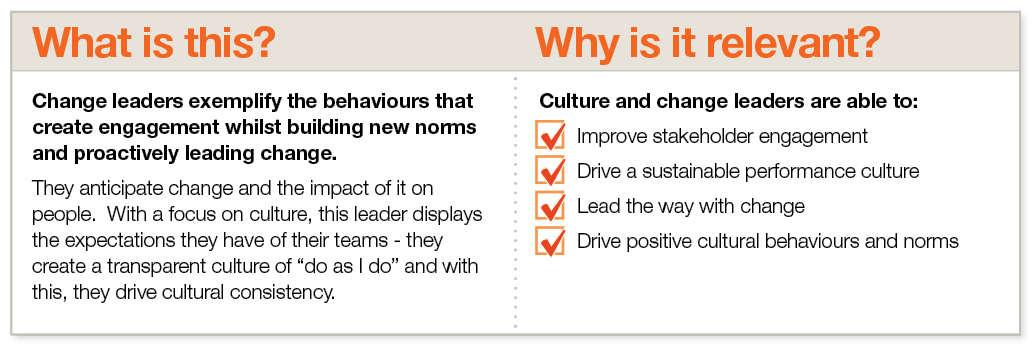 What is this?
Change leaders exemplify the behaviours that
create engagement whilst building new norms
and proactively leading change.
They anticipate change and the impact of it on
people.  With a focus on culture, this leader displays
the expectations they have of their teams - they
create a transparent culture of “do as I do” and with
this, they drive cultural consistency.
Why is it relevant?
Culture and change leaders are able to:
Improve stakeholder engagement
Drive a sustainable performance culture
Lead the way with change
Drive positive cultural behaviours and norms